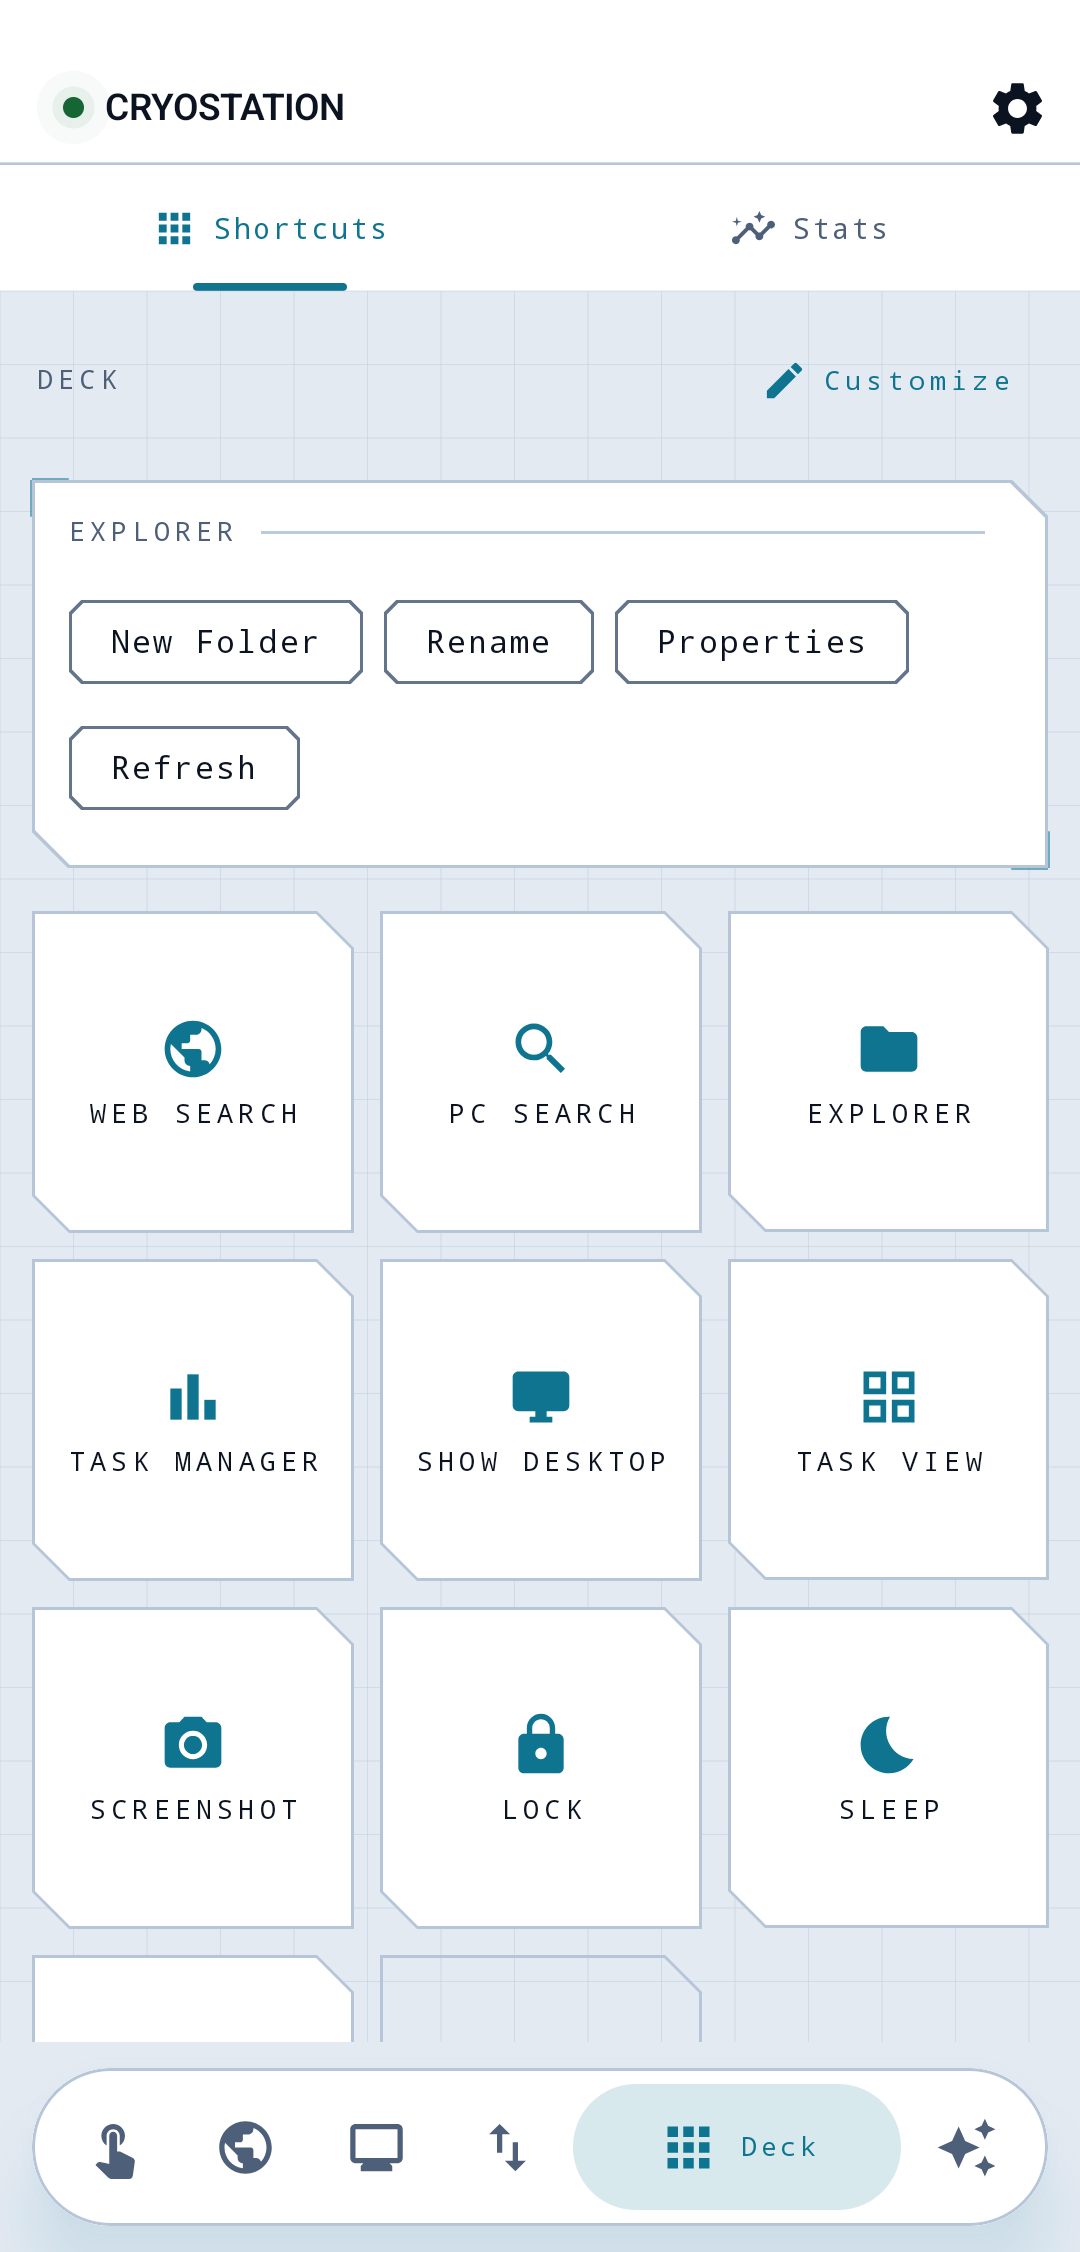 CRYOSTATION
Shortcuts Stats
DECK Customize
EXPLORER
New Folder Rename Properties
Refresh
WEB SEARCH PC SEARCH EXPLORER
TASK MANAGER SHOW DESKTOP TASK VIEW
SCREENSHOT LOCK SLEEP
Deck